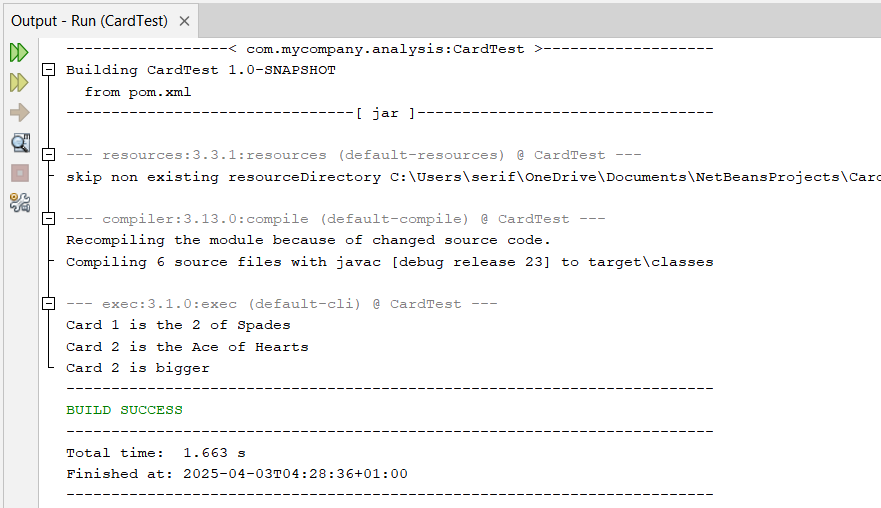 Output - Run (CardTest)
------------------< com.mycompany.analysis:CardTest >-------------------
Building CardTest 1.0-SNAPSHOT
  from pom.xml
--------------------------------[ jar ]---------------------------------
--- resources:3.3.1:resources (default-resources) @ CardTest ---
skip non existing resourceDirectory C:\Users\serif\OneDrive\Documents\NetBeansProjects\Card
--- compiler:3.13.0:compile (default-compile) @ CardTest ---
Recompiling the module because of changed source code.
Compiling 6 source files with javac [debug release 23] to target\classes
--- exec:3.1.0:exec (default-cli) @ CardTest ---
Card 1 is the 2 of Spades
Card 2 is the Ace of Hearts
Card 2 is bigger
------------------------------------------------------------------------
BUILD SUCCESS
------------------------------------------------------------------------
Total time:  1.663 s
Finished at: 2025-04-03T04:28:36+01:00
------------------------------------------------------------------------